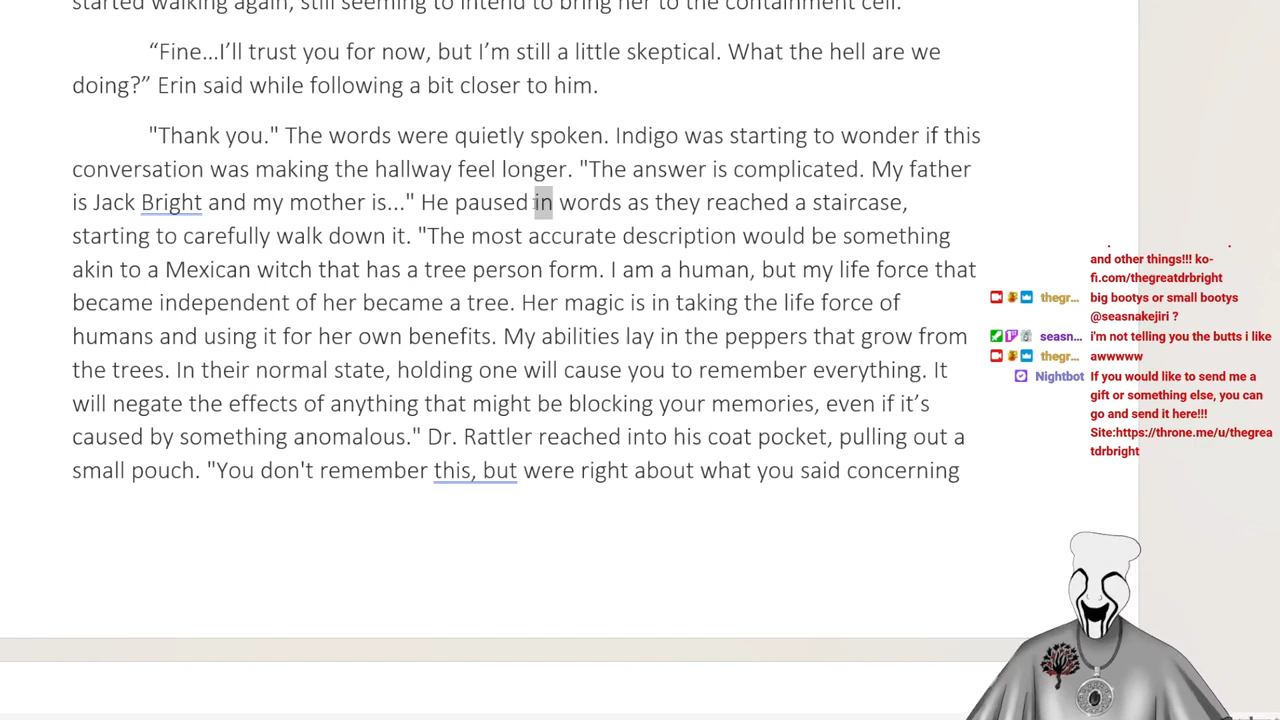 started walking again, still seeming to intend to bring her to the containment cell.
“Fine...I’ll trust you for now, but I’m still a little skeptical. What the hell are we
doing?” Erin said while following a bit closer to him.
"Thank you." The words were quietly spoken. Indigo was starting to wonder if this
conversation was making the hallway feel longer. "The answer is complicated. My father
is Jack Bright and my mother is..." He paused in words as they reached a staircase,
starting to carefully walk down it. "The most accurate description would be something
akin to a Mexican witch that has a tree person form. I am a human, but my life force that
became independent of her became a tree. Her magic is in taking the life force of
humans and using it for her own benefits. My abilities lay in the peppers that grow from
the trees. In their normal state, holding one will cause you to remember everything. It
will negate the effects of anything that might be blocking your memories, even if it’s
caused by something anomalous." Dr. Rattler reached into his coat pocket, pulling out a
small pouch. "You don't remember this, but were right about what you said concerning
and other things!!! ko-
fi.com/thegreatdrbright
thegr... big bootys or small bootys
@seasnakejiri ?
seasn... i'm not telling you the butts i like
thegr... awwwww
Nightbot If you would like to send me a
gift or something else, you can
go and send it here!!!
Site:https://throne.me/u/thegrea
tdrbright